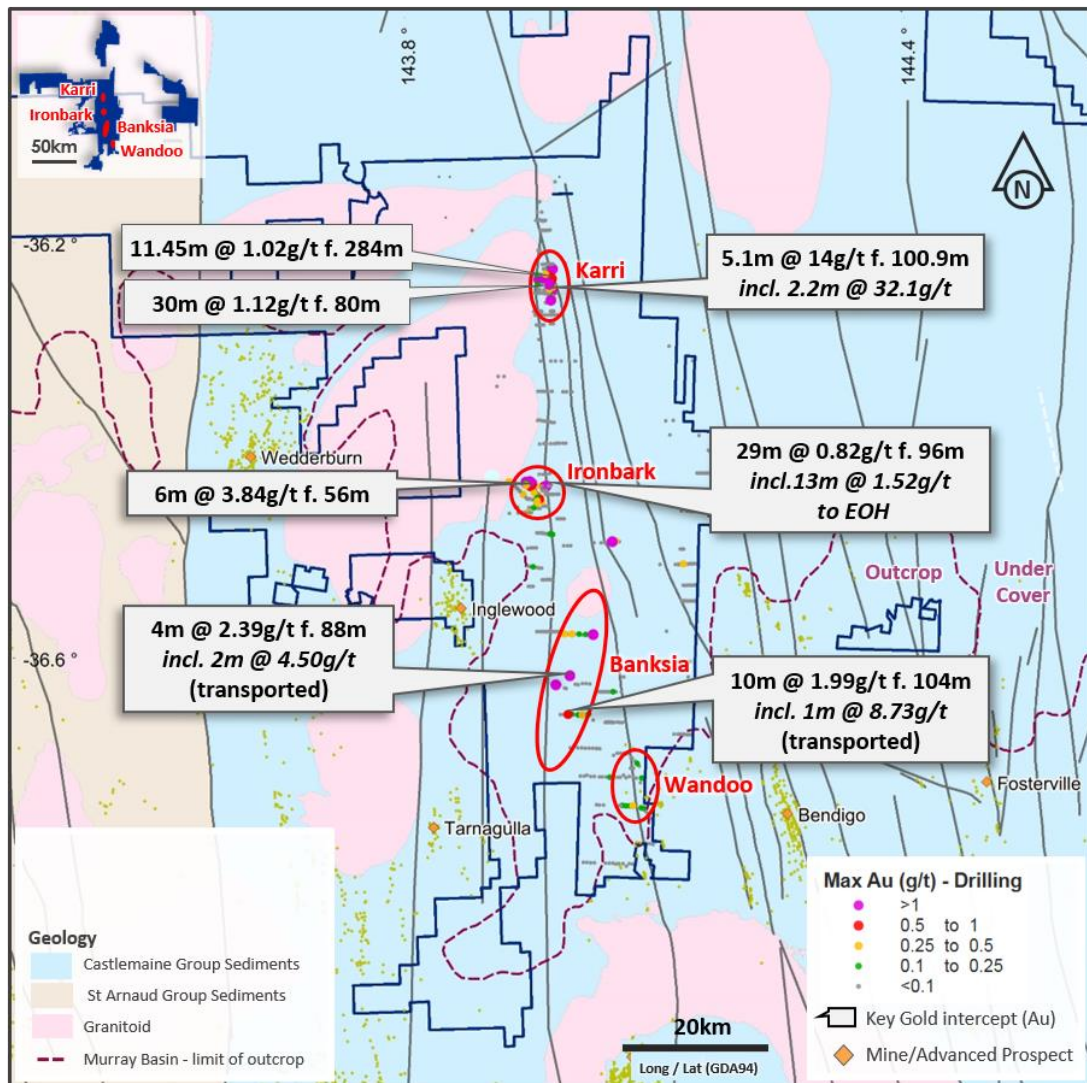 143.8 °
144.4 °
Karri
Ironbark
Banksia
Wandoo
50km
N
-36.2 °
11.45m @ 1.02g/t f. 284m
30m @ 1.12g/t f. 80m
Karri
5.1m @ 14g/t f. 100.9m
incl. 2.2m @ 32.1g/t
Wedderburn
Ironbark
6m @ 3.84g/t f. 56m
29m @ 0.82g/t f. 96m
incl.13m @ 1.52g/t
to EOH
Outcrop
Under
Cover
Inglewood
4m @ 2.39g/t f. 88m
incl. 2m @ 4.50g/t
(transported)
-36.6 °
Banksia
10m @ 1.99g/t f. 104m
incl. 1m @ 8.73g/t
(transported)
Wandoo
Fosterville
Bendigo
Tarnagulla
Geology
Castlemaine Group Sediments
St Arnaud Group Sediments
Granitoid
Murray Basin - limit of outcrop
20km
Long / Lat (GDA94)
Max Au (g/t) - Drilling
>1
0.5 to 1
0.25 to 0.5
0.1 to 0.25
<0.1
Key Gold intercept (Au)
Mine/Advanced Prospect